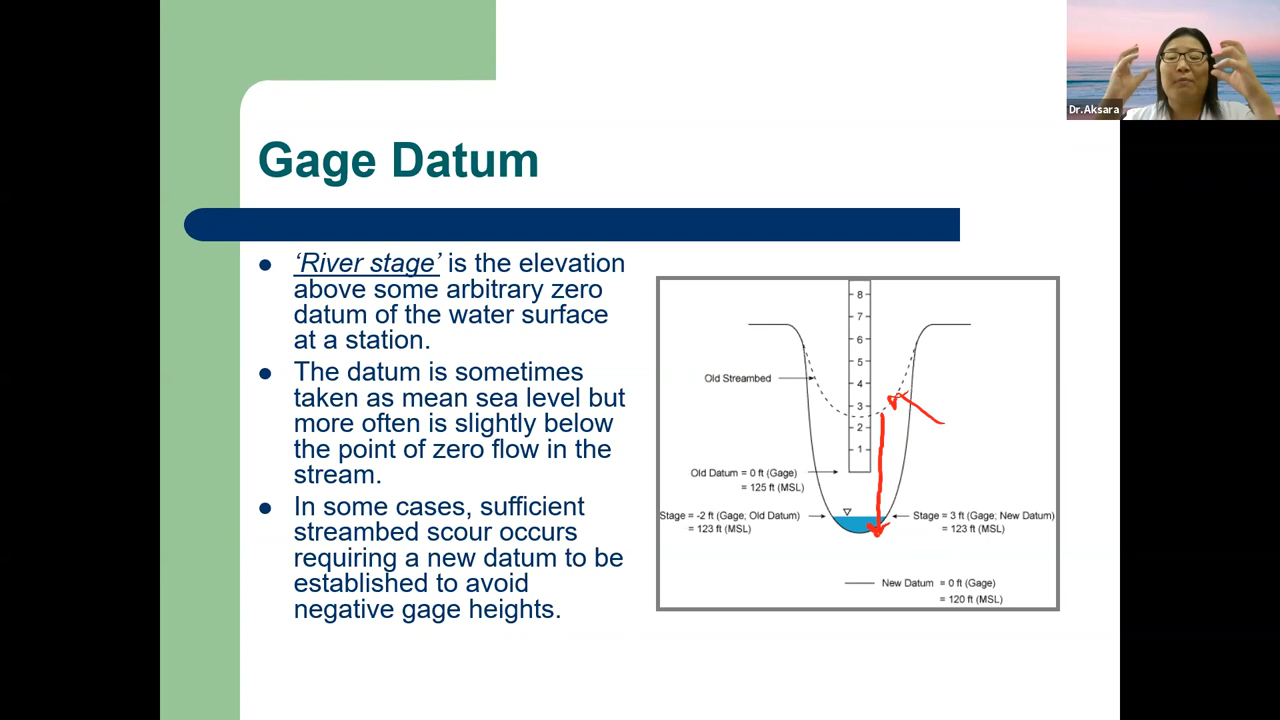 Dr.Aksara
Gage Datum
● ‘River stage’ is the elevation
above some arbitrary zero
datum of the water surface
at a station.
● The datum is sometimes
taken as mean sea level but
more often is slightly below
the point of zero flow in the
stream.
● In some cases, sufficient
streambed scour occurs
requiring a new datum to be
established to avoid
negative gage heights.
8
7
6
5
4
3
2
1
Old Streambed
Old Datum = 0 ft (Gage)
= 125 ft (MSL)
Stage = -2 ft (Gage; Old Datum)
= 123 ft (MSL)
Stage = 3 ft (Gage; New Datum)
= 123 ft (MSL)
New Datum = 0 ft (Gage)
= 120 ft (MSL)